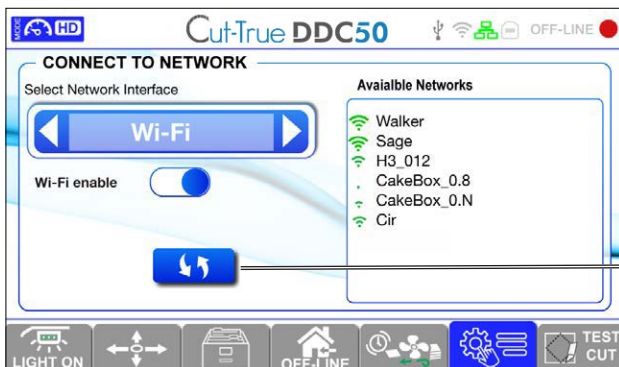 MODE
HD
Cut-True DDC50
OFF-LINE
CONNECT TO NETWORK
Select Network Interface
Wi-Fi
Wi-Fi enable
Avaialble Networks
Walker
Sage
H3_012
CakeBox_0.8
CakeBox_0.N
Cir
LIGHT ON
OFF-LINE
TEST
CUT